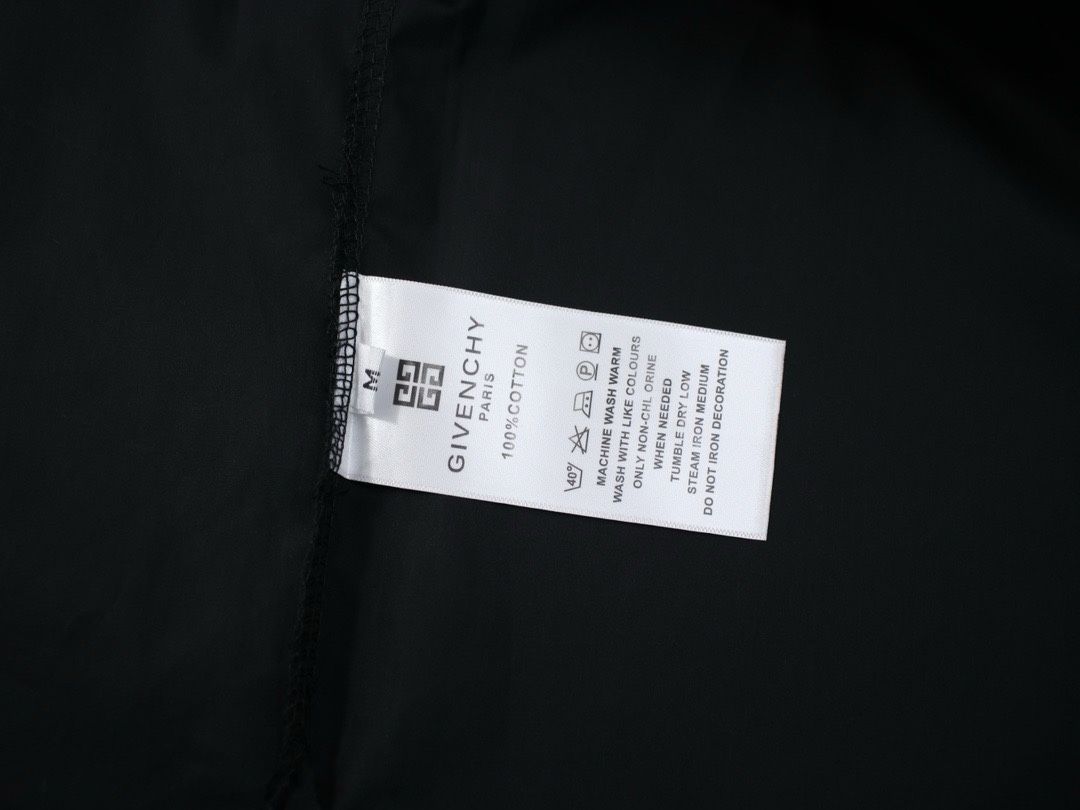 M
GIVENCHY
PARIS
100%COTTON
40° P
MACHINE WASH WARM
WASH WITH LIKE COLOURS
ONLY NON-CHL ORINE
WHEN NEEDED
TUMBLE DRY LOW
STEAM IRON MEDIUM
DO NOT IRON DECORATION